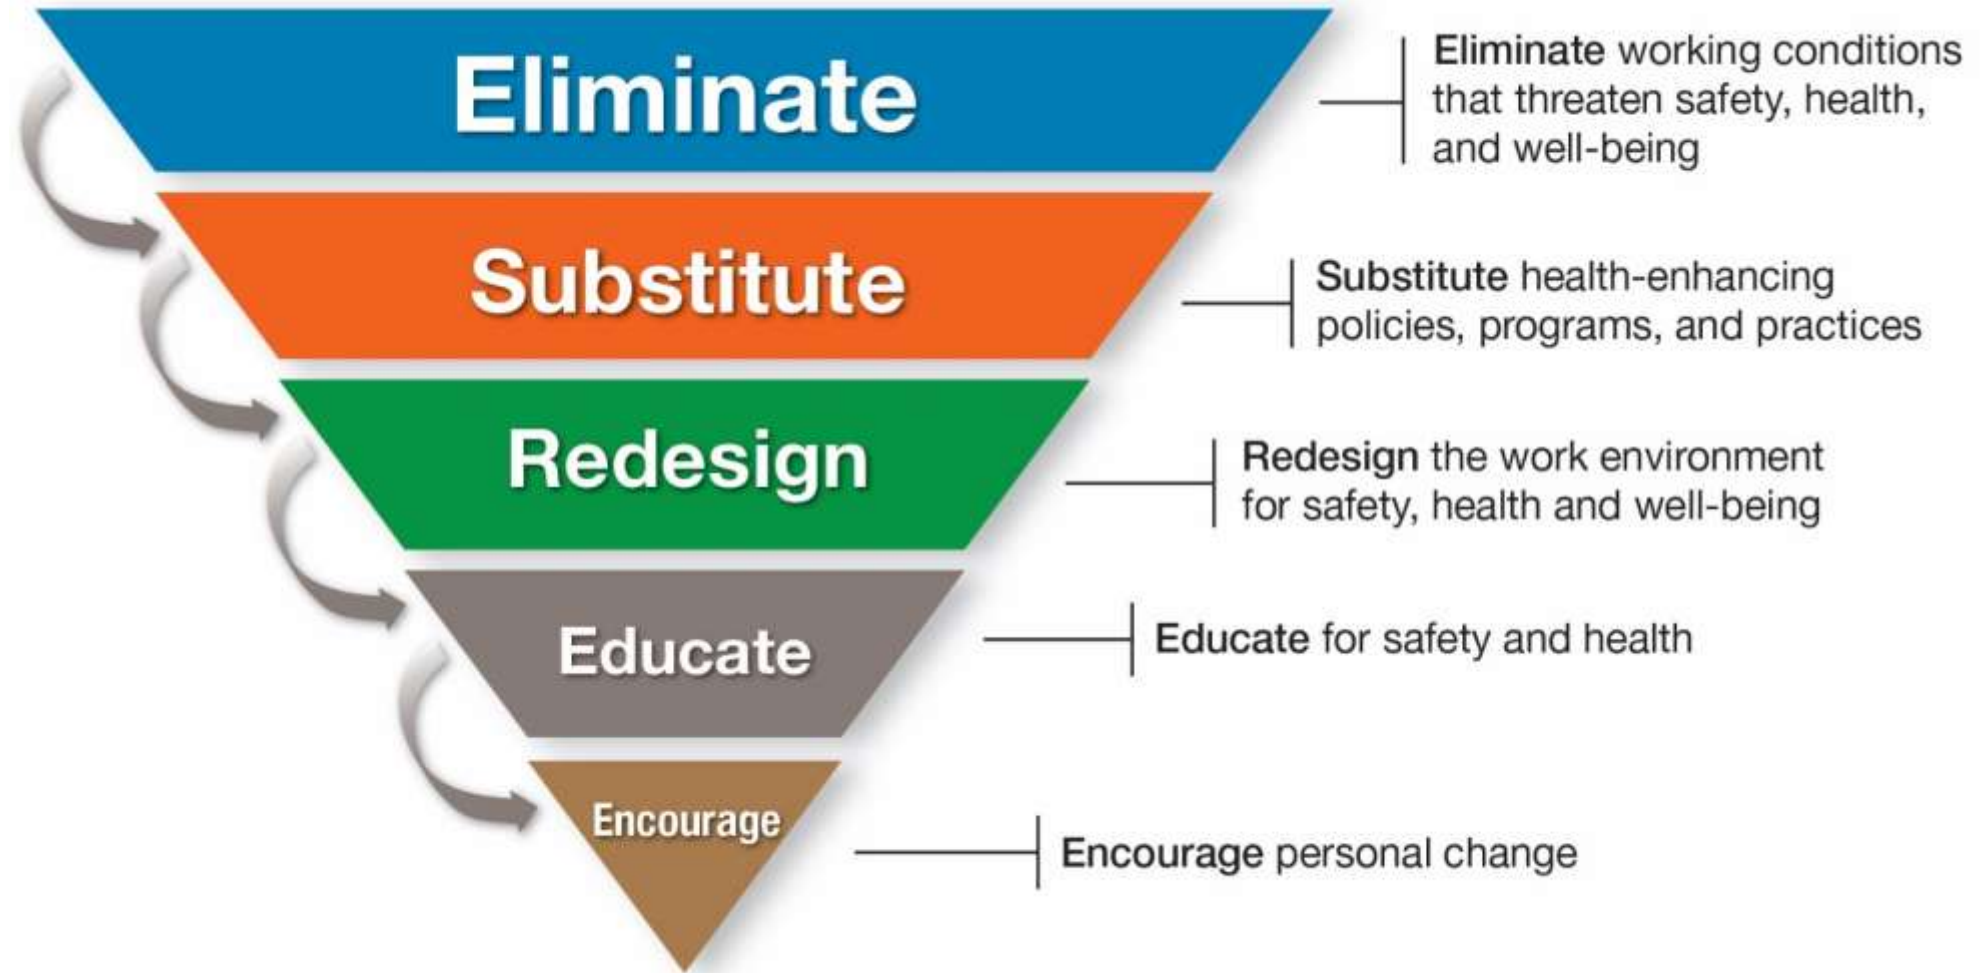 Eliminate
Eliminate working conditions
that threaten safety, health,
and well-being
Substitute
Substitute health-enhancing
policies, programs, and practices
Redesign
Redesign the work environment
for safety, health and well-being
Educate
Educate for safety and health
Encourage
Encourage personal change